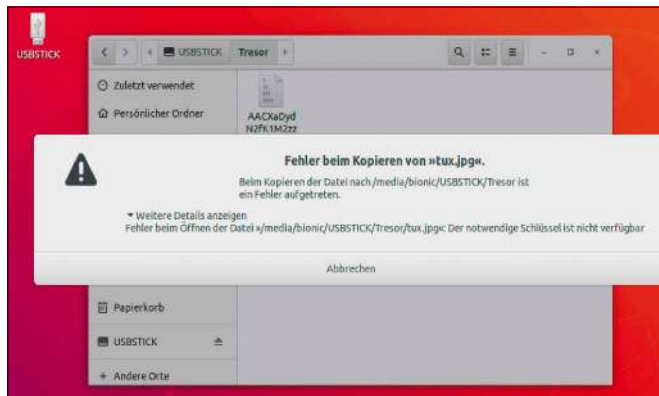 USBSTICK
USBSTICK Tresor
Zuletzt verwendet
Persönlicher Ordner
AACXaDyd
N2fK1M2zz
Fehler beim Kopieren von »tux.jpg«.
Beim Kopieren der Datei nach /media/bionic/USBSTICK/Tresor ist
ein Fehler aufgetreten.
Weitere Details anzeigen
Fehler beim Öffnen der Datei »/media/bionic/USBSTICK/Tresor/tux.jpg«: Der notwendige Schlüssel ist nicht verfügbar
Abbrechen
Papierkorb
USBSTICK
+ Andere Orte